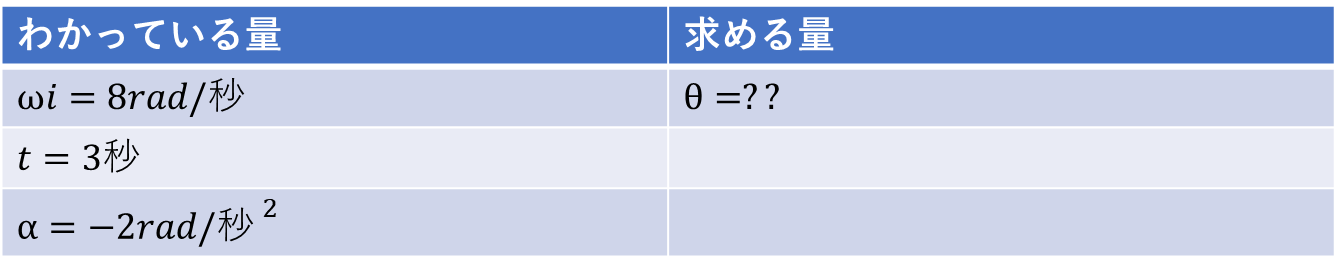 わかっている量 求める量
ωi = 8rad/秒 θ =? ?
t = 3秒
α = −2rad/秒 ²